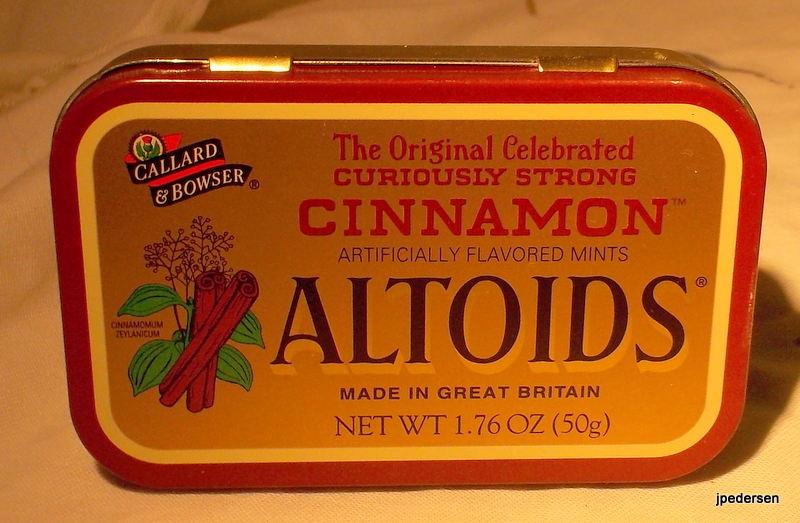 CALLARD
& BOWSER®
The Original Celebrated
CURIOUSLY STRONG
CINNAMON™
ARTIFICIALLY FLAVORED MINTS
ALTOIDS®
CINNAMOMUM
ZEYLANICUM
MADE IN GREAT BRITAIN
NET WT 1.76 OZ (50g)
jpedersen